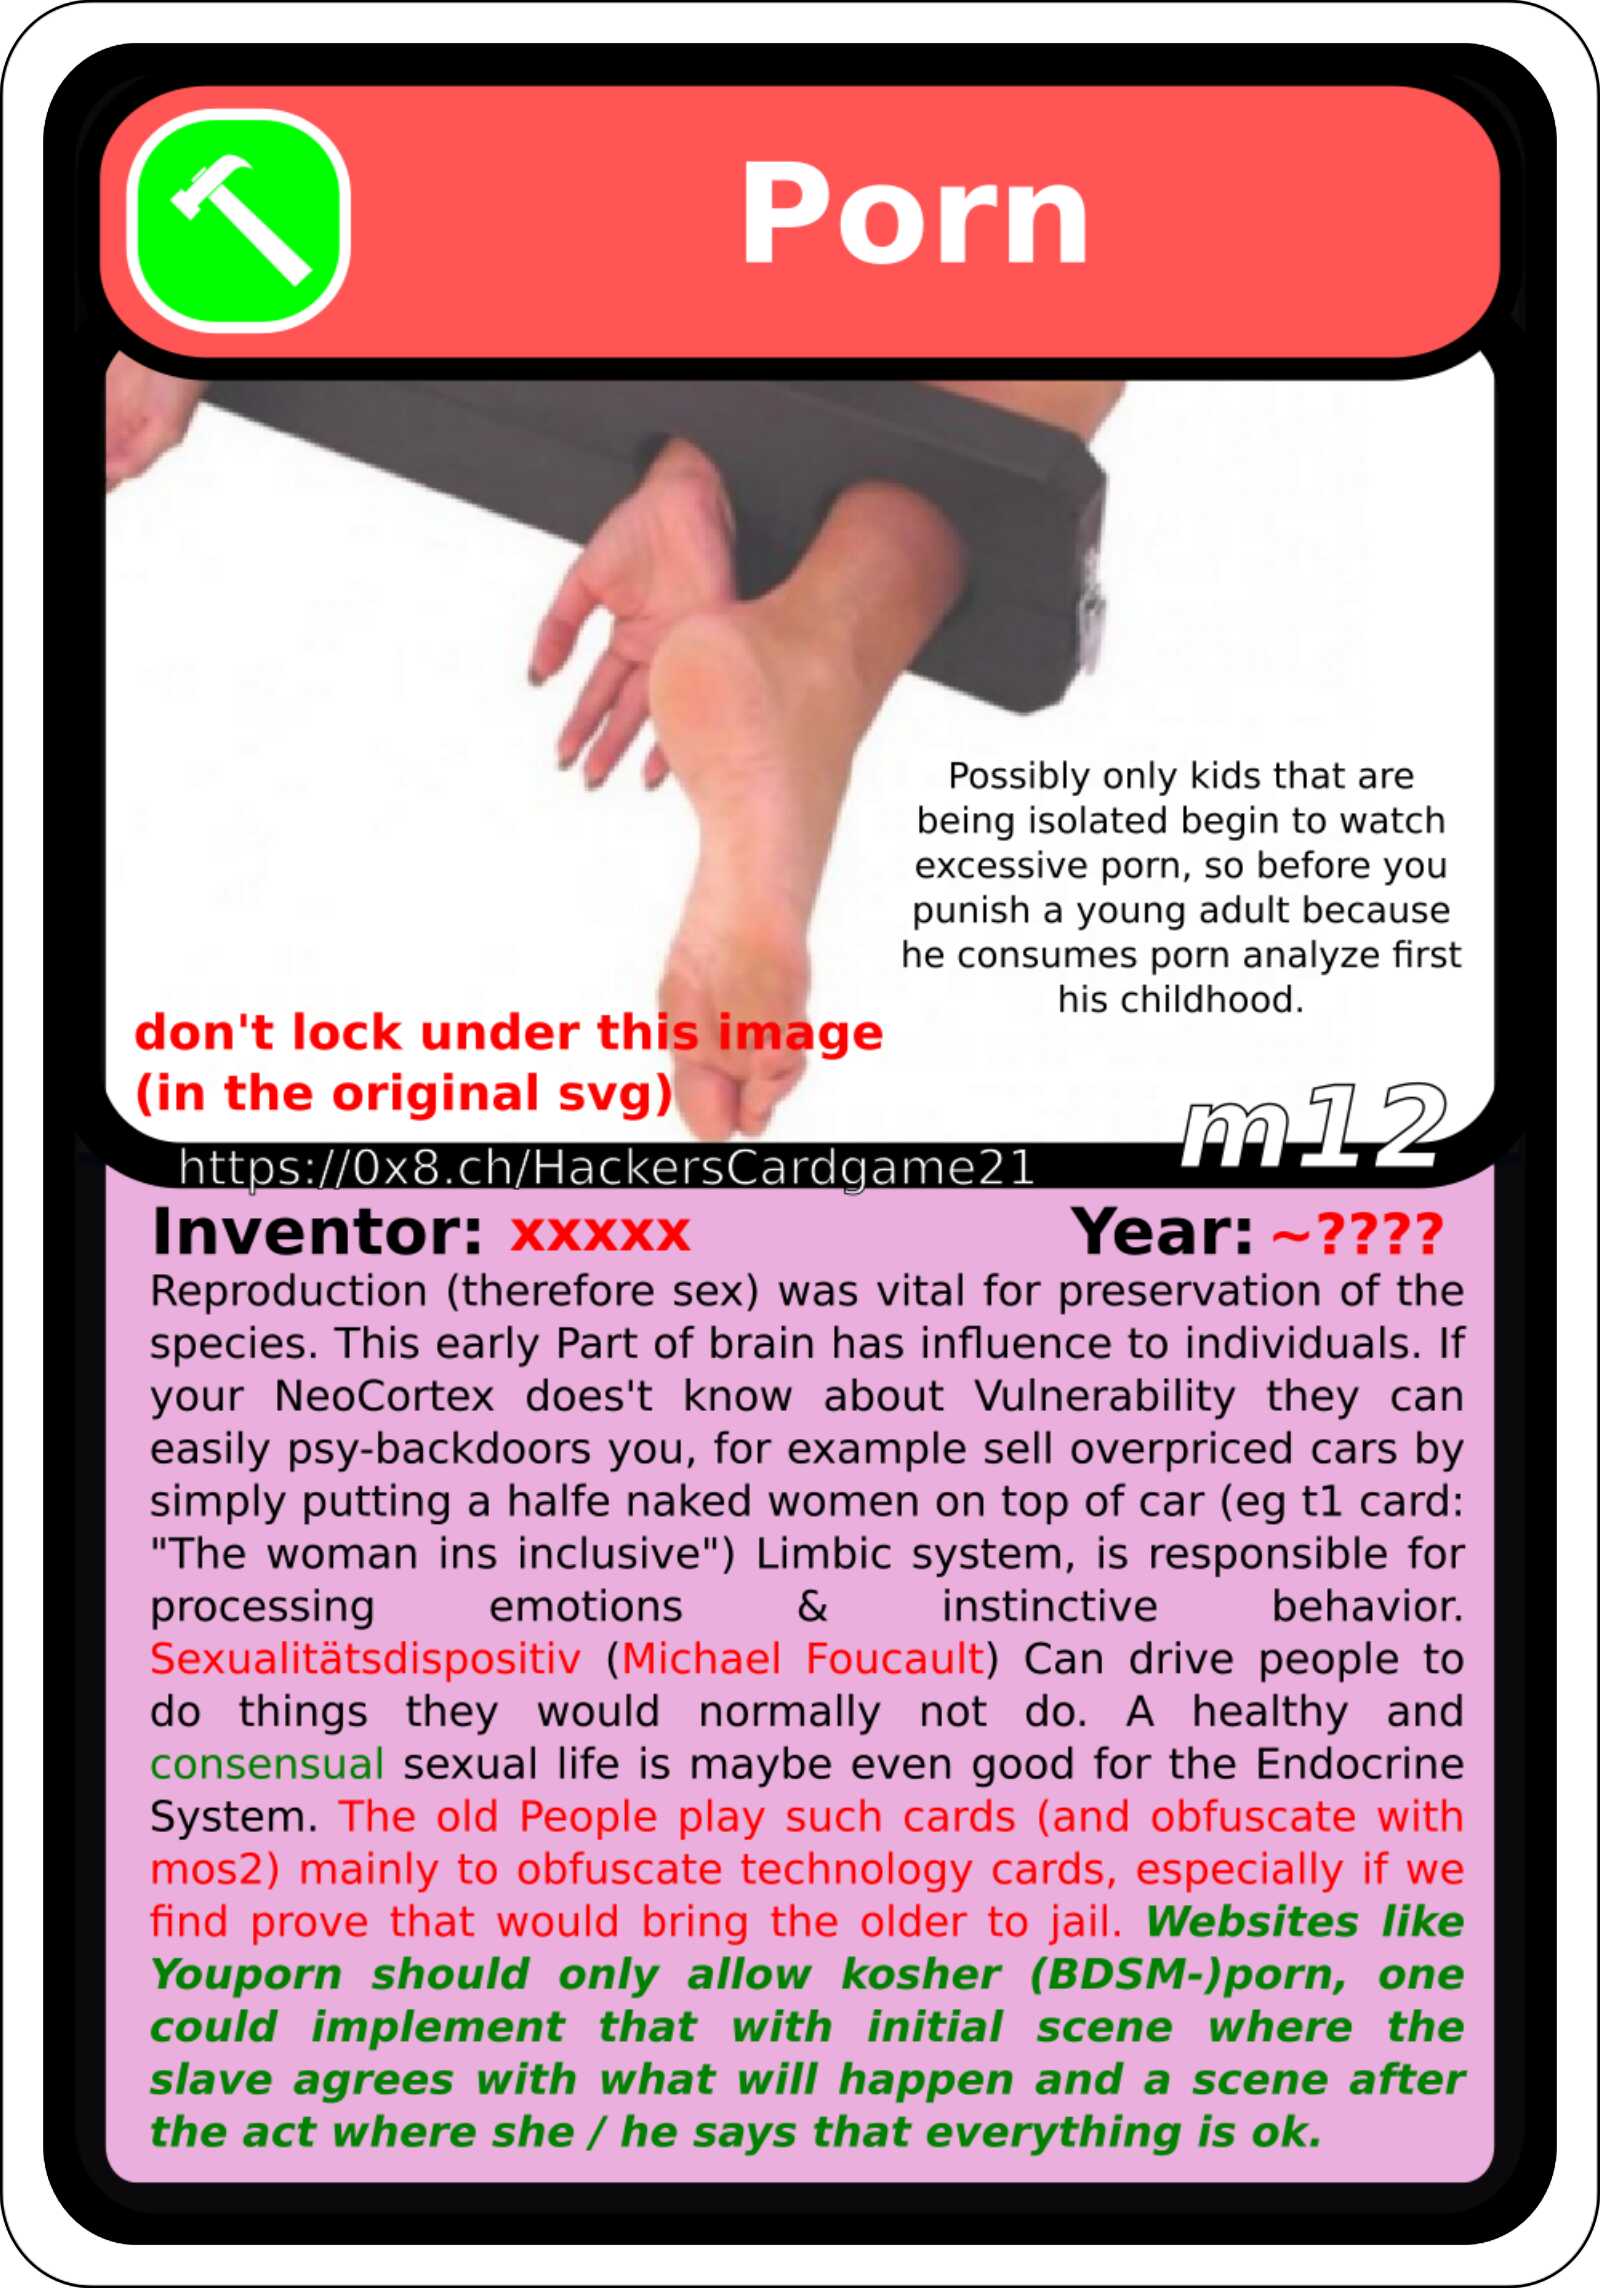 Porn
Possibly only kids that are
being isolated begin to watch
excessive porn, so before you
punish a young adult because
he consumes porn analyze first
his childhood.
don't lock under this image
(in the original svg)
m12
https://0x8.ch/HackersCardgame21
Inventor: xxxxx Year: ~????
Reproduction (therefore sex) was vital for preservation of the
species. This early Part of brain has influence to individuals. If
your NeoCortex does't know about Vulnerability they can
easily psy-backdoors you, for example sell overpriced cars by
simply putting a halfe naked women on top of car (eg t1 card:
"The woman ins inclusive") Limbic system, is responsible for
processing emotions & instinctive behavior.
Sexualitätsdispositiv (Michael Foucault) Can drive people to
do things they would normally not do. A healthy and
consensual sexual life is maybe even good for the Endocrine
System. The old People play such cards (and obfuscate with
mos2) mainly to obfuscate technology cards, especially if we
find prove that would bring the older to jail. Websites like
Youporn should only allow kosher (BDSM-)porn, one
could implement that with initial scene where the
slave agrees with what will happen and a scene after
the act where she / he says that everything is ok.